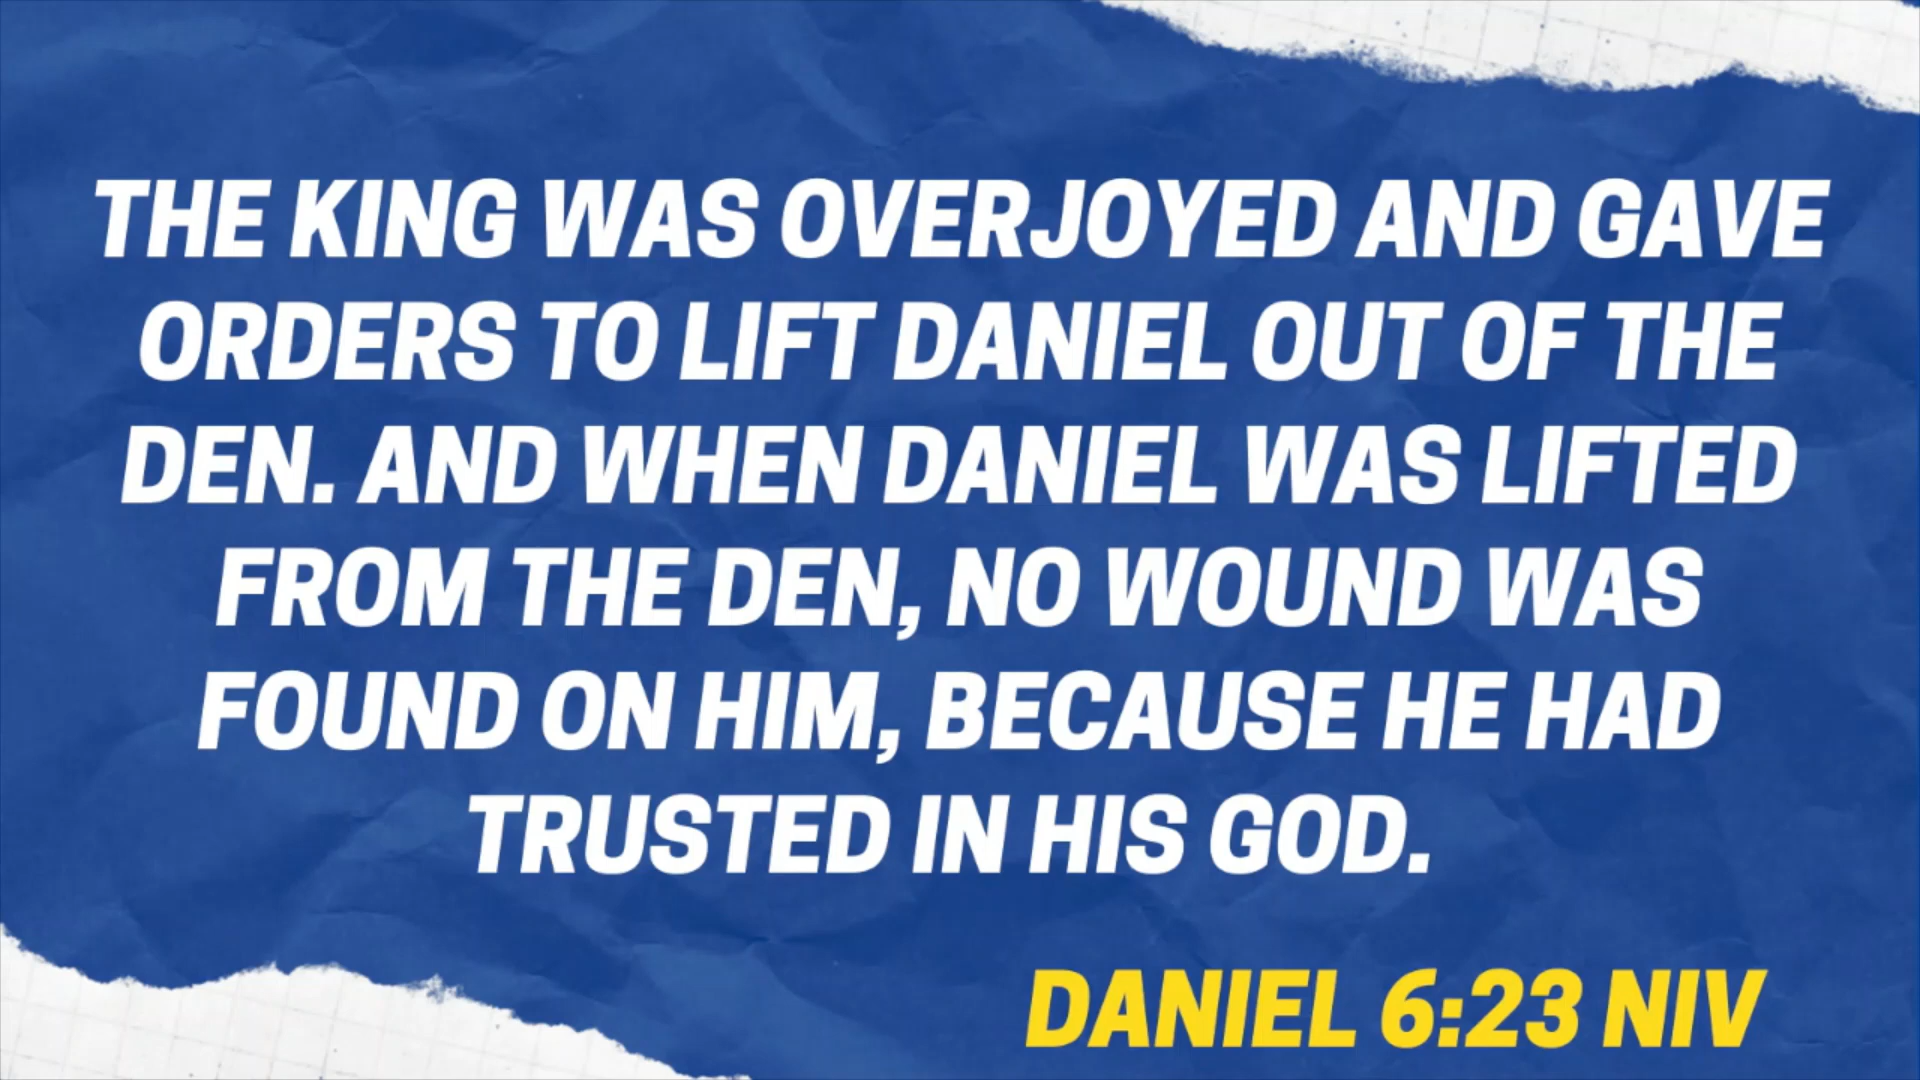 THE KING WAS OVERJOYED AND GAVE
ORDERS TO LIFT DANIEL OUT OF THE
DEN. AND WHEN DANIEL WAS LIFTED
FROM THE DEN, NO WOUND WAS
FOUND ON HIM, BECAUSE HE HAD
TRUSTED IN HIS GOD.
DANIEL 6:23 NIV